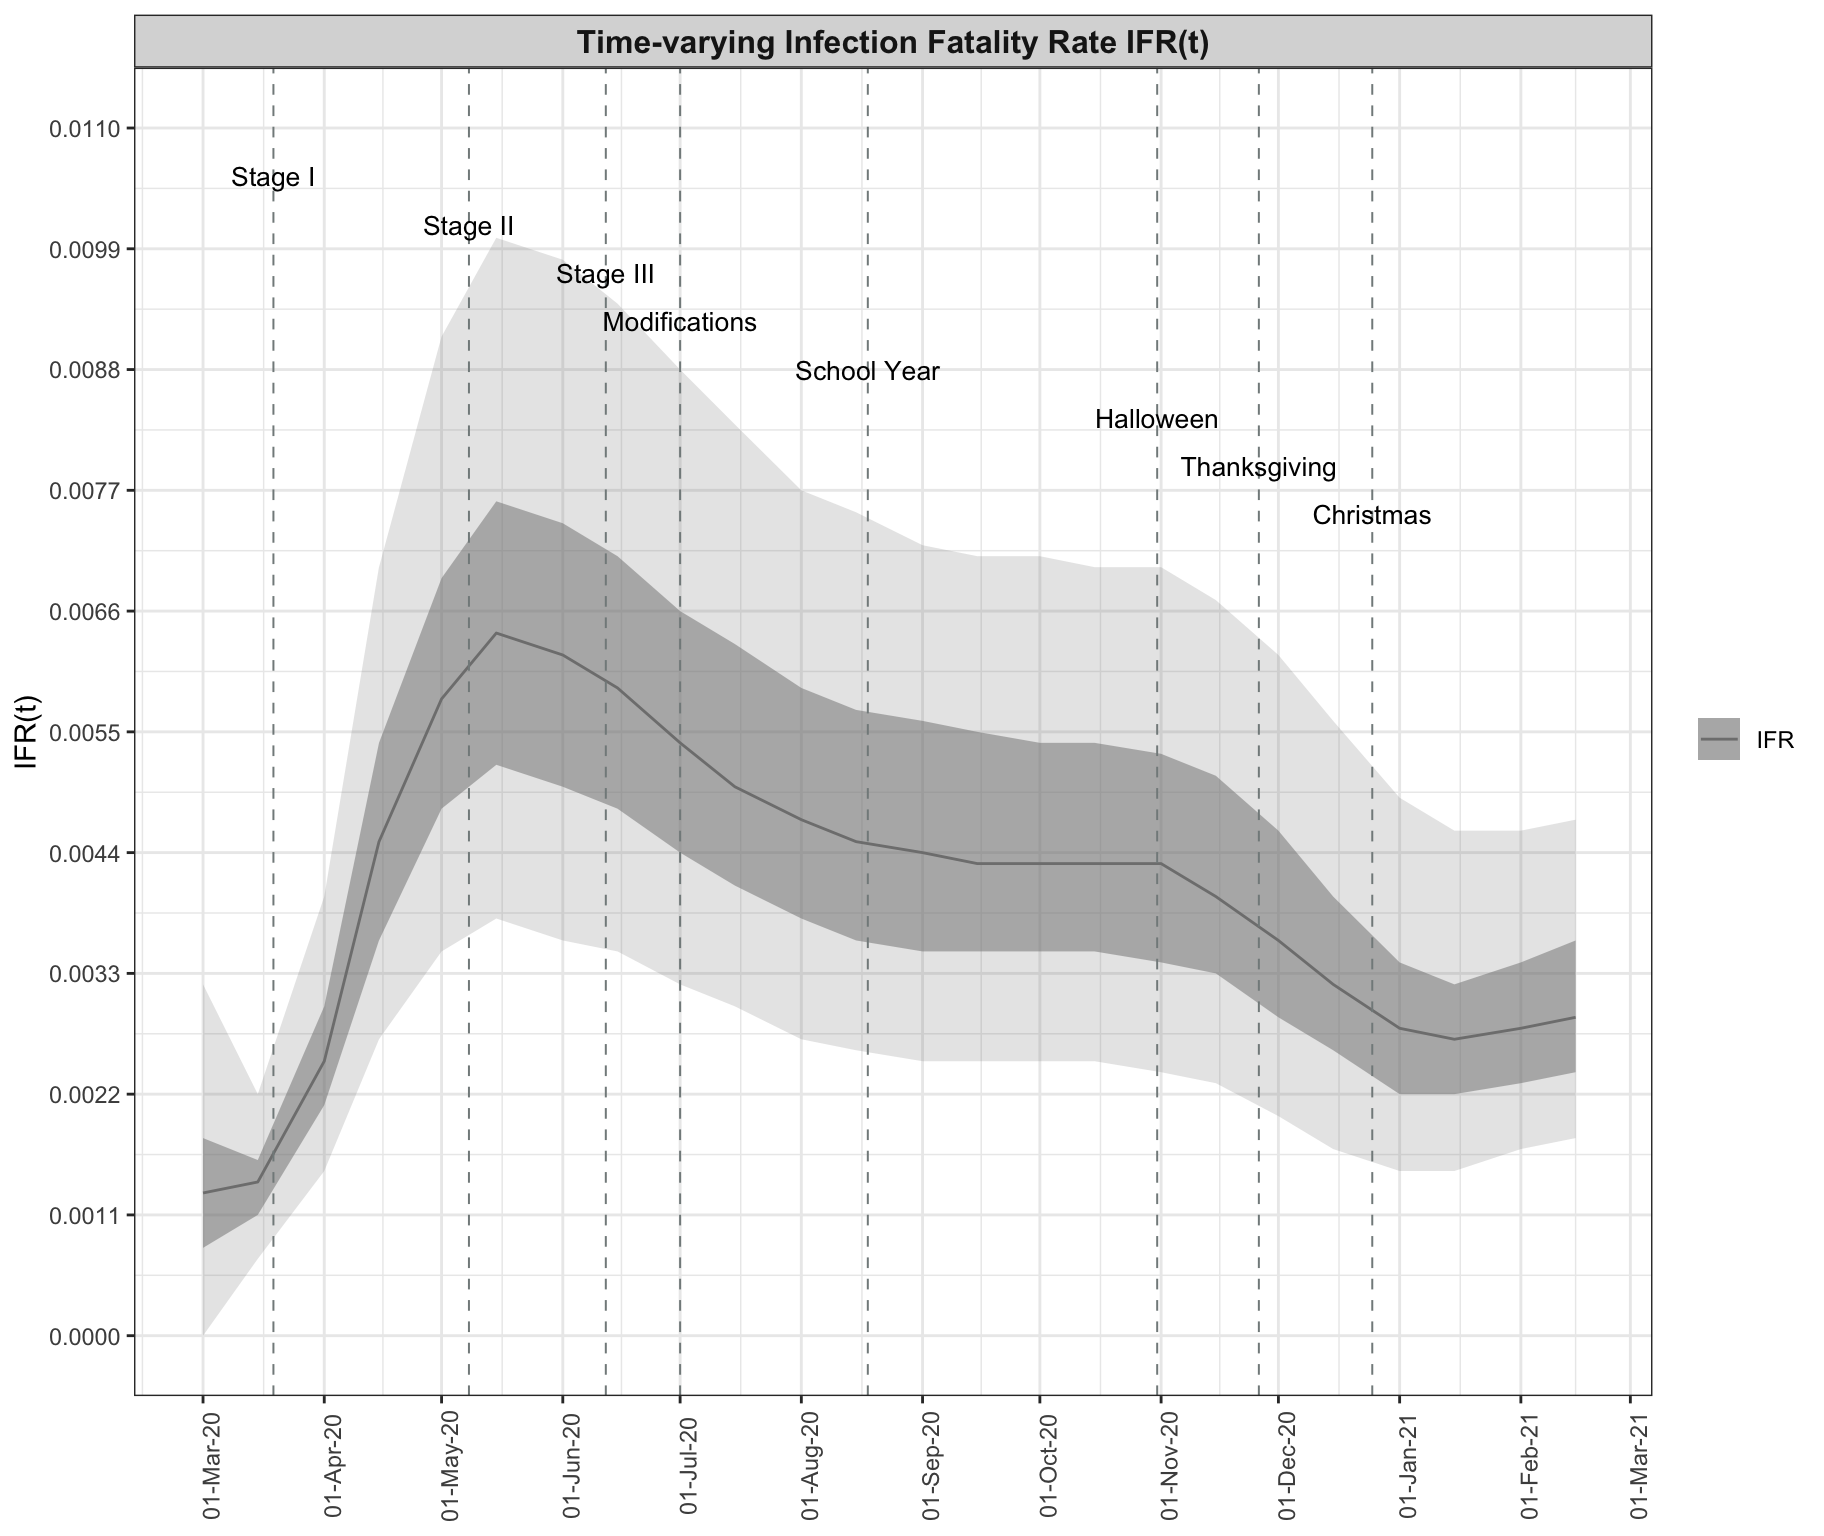 Time-varying Infection Fatality Rate IFR(t)
0.0110
Stage I
Stage II
0.0099
Stage III
Modifications
0.0088
School Year
Halloween
Thanksgiving
0.0077
Christmas
0.0066
IFR(t)
0.0055
IFR
0.0044
0.0033
0.0022
0.0011
0.0000
01-Mar-20
01-Apr-20
01-May-20
01-Jun-20
01-Jul-20
01-Aug-20
01-Sep-20
01-Oct-20
01-Nov-20
01-Dec-20
01-Jan-21
01-Feb-21
01-Mar-21